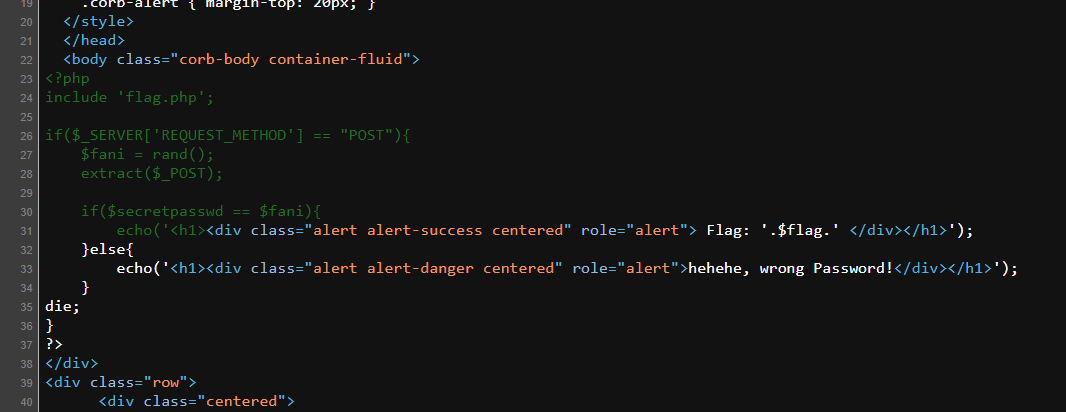 19 .corb-alert { margin-top: 20px; }
20 </style>
21 </head>
22 <body class="corb-body container-fluid">
23 <?php
24 include 'flag.php';
25
26 if($_SERVER['REQUEST_METHOD'] == "POST"){
27 $fani = rand();
28 extract($_POST);
29
30 if($secretpasswd == $fani){
31 echo('<h1><div class="alert alert-success centered" role="alert"> Flag: '.$flag.' </div></h1>');
32 }else{
33 echo('<h1><div class="alert alert-danger centered" role="alert">hehehe, wrong Password!</div></h1>');
34 }
35 die;
36 }
37 ?>
38 </div>
39 <div class="row">
40 <div class="centered">